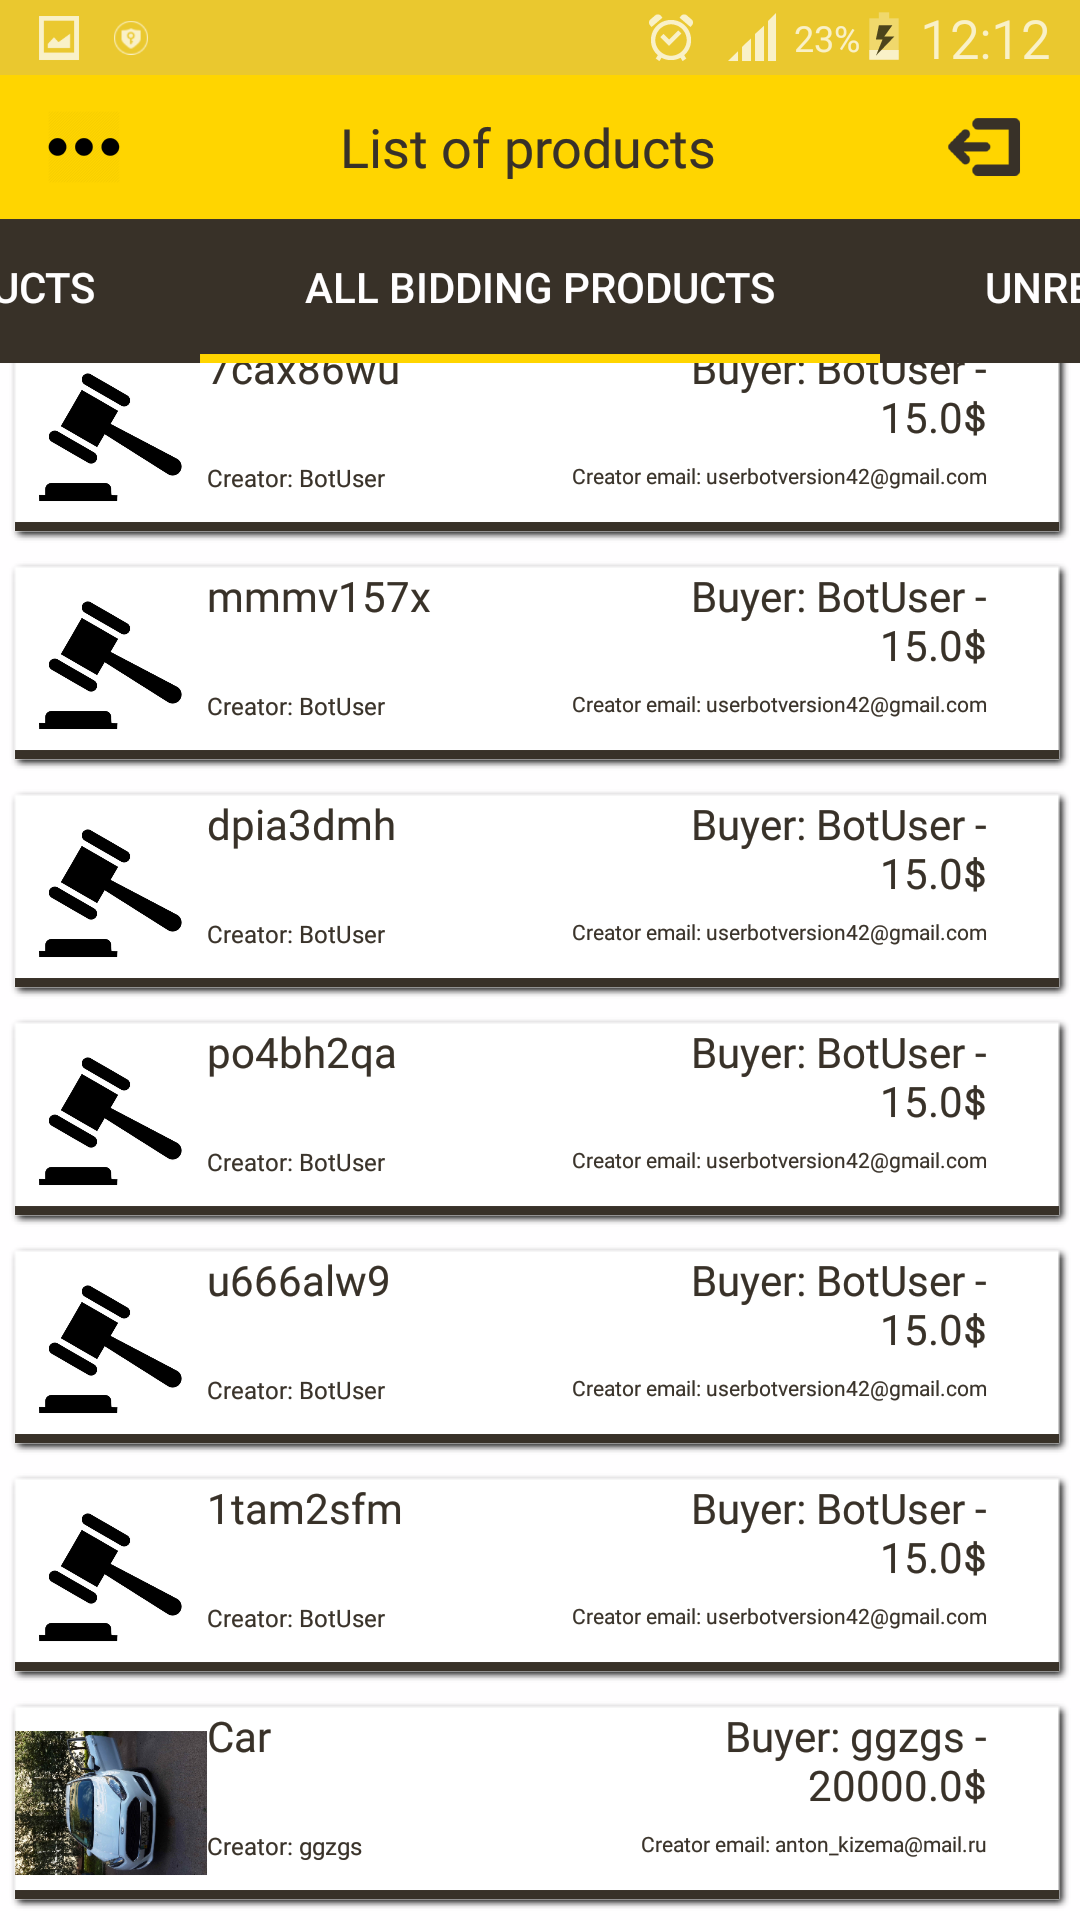 23% 12:12
List of products
UCTS ALL BIDDING PRODUCTS UNRE
7cax86wu Buyer: BotUser -
15.0$
Creator: BotUser Creator email: userbotversion42@gmail.com
mmmv157x Buyer: BotUser -
15.0$
Creator: BotUser Creator email: userbotversion42@gmail.com
dpia3dmh Buyer: BotUser -
15.0$
Creator: BotUser Creator email: userbotversion42@gmail.com
po4bh2qa Buyer: BotUser -
15.0$
Creator: BotUser Creator email: userbotversion42@gmail.com
u666alw9 Buyer: BotUser -
15.0$
Creator: BotUser Creator email: userbotversion42@gmail.com
1tam2sfm Buyer: BotUser -
15.0$
Creator: BotUser Creator email: userbotversion42@gmail.com
Car Buyer: ggzgs -
20000.0$
Creator: ggzgs Creator email: anton_kizema@mail.ru